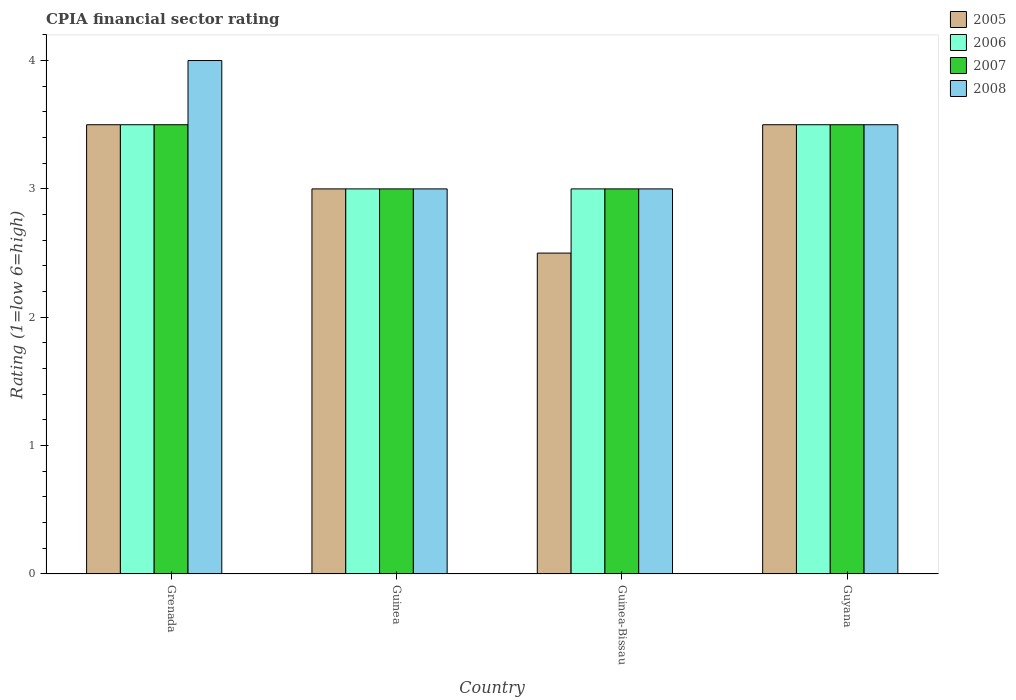 CPIA financial sector rating
2005
2006
2007
2008
Rating (1=low 6=high)
4
3
2
1
0
Grenada
Guinea
Guinea-Bissau
Guyana
Country